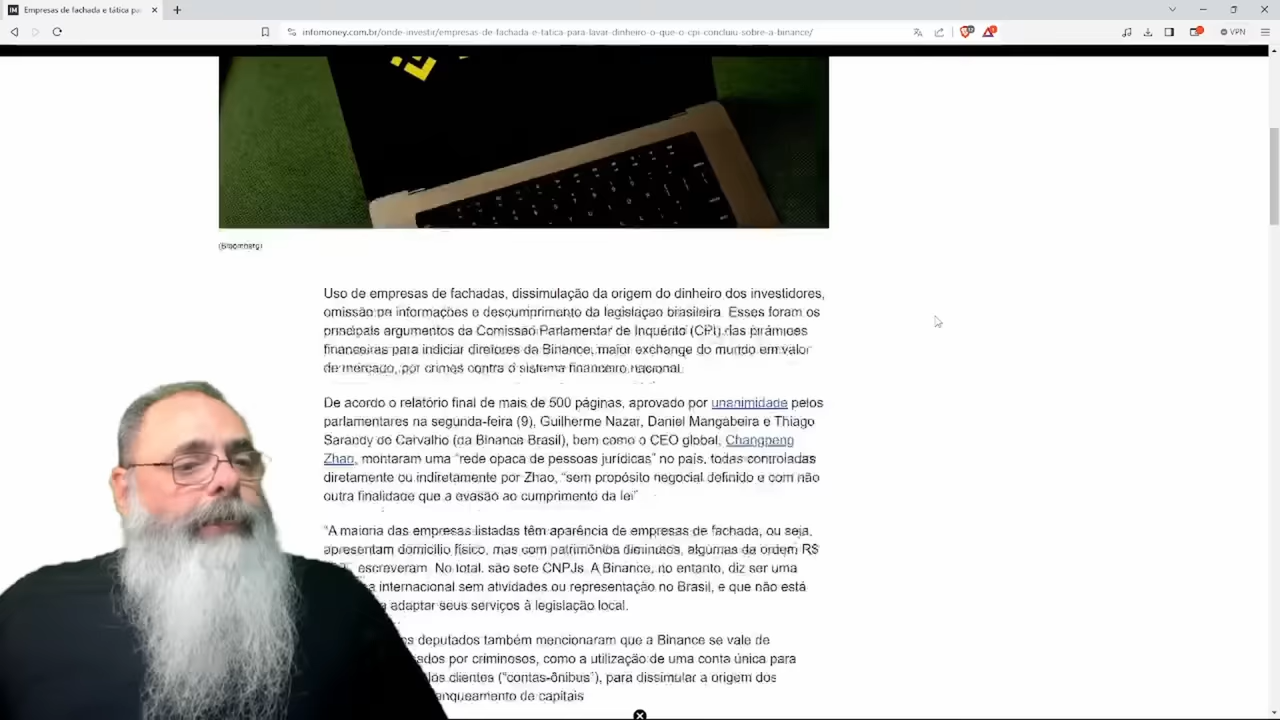 Empresas de fachada e tática pa
infomoney.com.br/onde-investir/empresas-de-fachada-e-tatica-para-lavar-dinheiro-o-que-o-cpi-concluiu-sobre-a-binance/
VPN
(Bloomberg)
Uso de empresas de fachadas, dissimulação da origem do dinheiro dos investidores,
omissão de informações e descumprimento da legislação brasileira. Esses foram os
principais argumentos da Comissão Parlamentar de Inquérito (CPI) das pirâmides
financeiras para indiciar diretores da Binance, maior exchange do mundo em valor
de mercado, por crimes contra o sistema financeiro nacional.
De acordo o relatório final de mais de 500 páginas, aprovado por unanimidade pelos
parlamentares na segunda-feira (9), Guilherme Nazar, Daniel Mangabeira e Thiago
Sarandy de Carvalho (da Binance Brasil), bem como o CEO global, Changpeng
Zhao, montaram uma “rede opaca de pessoas jurídicas” no país, todas controladas
diretamente ou indiretamente por Zhao, “sem propósito negocial definido e com não
outra finalidade que a evasão ao cumprimento da lei”
“A maioria das empresas listadas têm aparência de empresas de fachada, ou seja,
apresentam domicílio físico, mas com patrimônios diminutos, algumas da ordem R$
escreveram. No total, são sete CNPJs. A Binance, no entanto, diz ser uma
internacional sem atividades ou representação no Brasil, e que não está
adaptar seus serviços à legislação local.
deputados também mencionaram que a Binance se vale de
por criminosos, como a utilização de uma conta única para
clientes (“contas-ônibus”), para dissimular a origem dos
de capitais